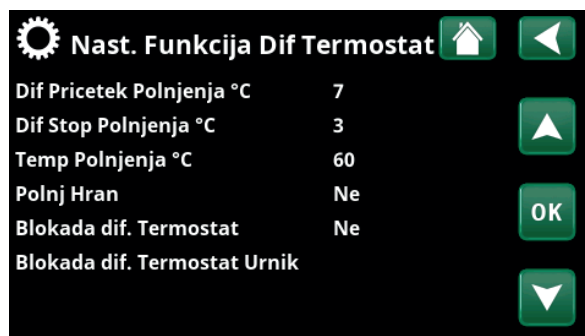 Nast. Funkcija Dif Termostat
Dif Pricetek Polnjenja °C 7
Dif Stop Polnjenja °C 3
Temp Polnjenja °C 60
Polnj Hran Ne
Blokada dif. Termostat Ne
Blokada dif. Termostat Urnik
OK